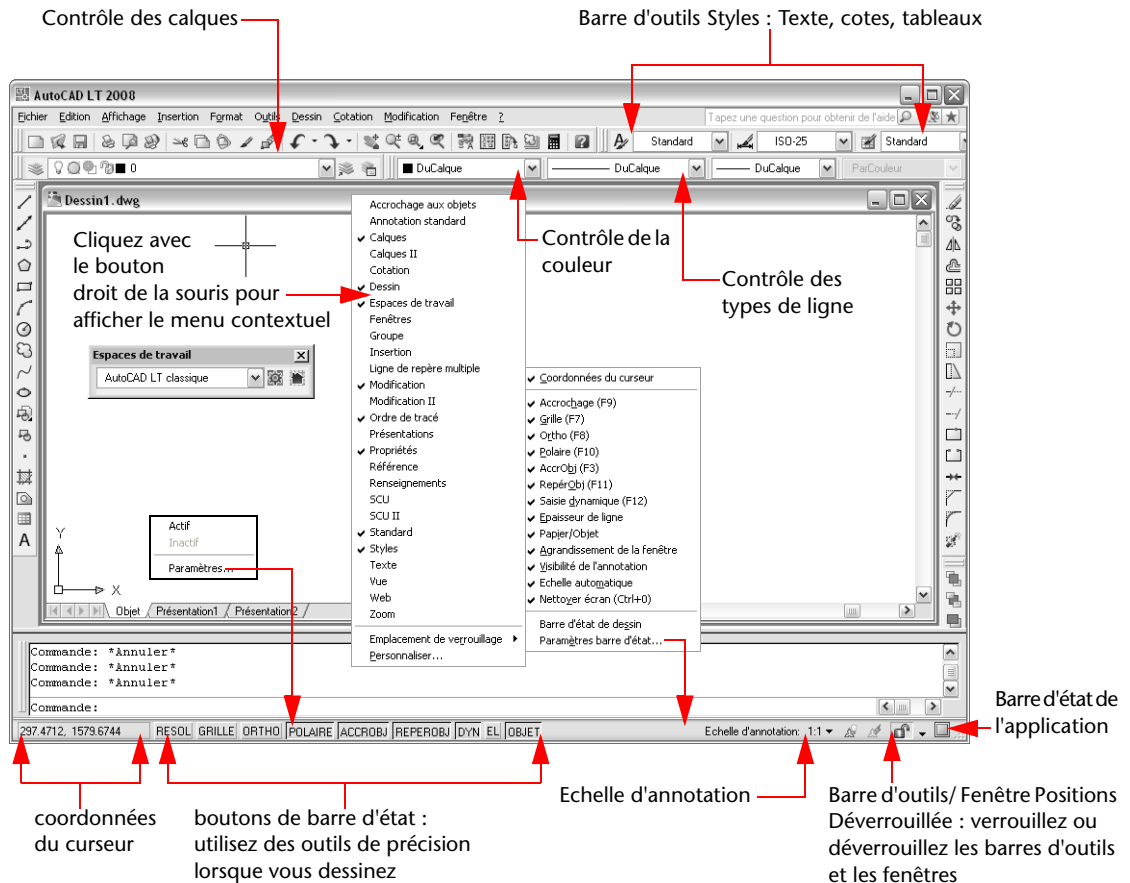 Contrôle des calques
Barre d'outils Styles : Texte, cotes, tableaux
AutoCAD LT 2008
Fichier Edition Affichage Insertion Format Outils Dessin Cotation Modification Fenêtre ?
Tapez une question pour obtenir de l'aide
Standard
ISO-25
Standard
0
DuCalque
DuCalque
DuCalque
ParCouleur
Dessin1.dwg
Cliquez avec
le bouton
droit de la souris pour
afficher le menu contextuel
Espaces de travail
AutoCAD LT classique
Accrochage aux objets
Annotation standard
Calques
Calques II
Cotation
Dessin
Espaces de travail
Fenêtres
Groupe
Insertion
Ligne de repère multiple
Modification
Modification II
Ordre de tracé
Présentations
Propriétés
Référence
Renseignements
SCU
SCU II
Standard
Styles
Texte
Vue
Web
Zoom
Emplacement de verrouillage
Personnaliser...
Contrôle de la
couleur
Contrôle des
types de ligne
Coordonnées du curseur
Accrochage (F9)
Grille (F7)
Ortho (F8)
Polaire (F10)
AccrObj (F3)
RepérObj (F11)
Saisie dynamique (F12)
Epaisseur de ligne
Papier/Objet
Agrandissement de la fenêtre
Visibilité de l'annotation
Echelle automatique
Nettoyer écran (Ctrl+0)
Barre d'état de dessin
Paramètres barre d'état...
Actif
Inactif
Paramètres...
A
Y
X
Objet / Présentation1 / Présentation2 /
Commande: *Annuler*
Commande: *Annuler*
Commande: *Annuler*
Commande:
297.4712, 1579.6744
RESOL GRILLE ORTHO POLAIRE ACCROBJ REPEROBJ DYN EL OBJET
Echelle d'annotation: 1:1
Barre d'état de
l'application
coordonnées
du curseur
boutons de barre d'état :
utilisez des outils de précision
lorsque vous dessinez
Echelle d'annotation
Barre d'outils/ Fenêtre Positions
Déverrouillée : verrouillez ou
déverrouillez les barres d'outils
et les fenêtres